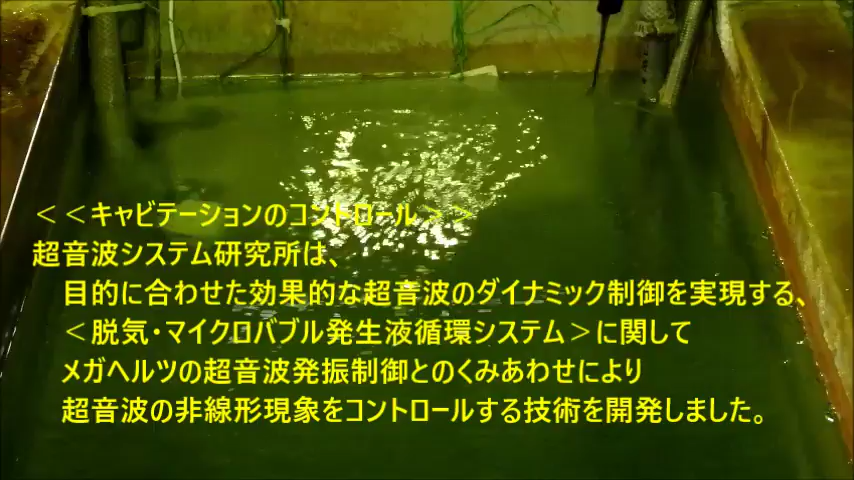 ＜＜キャビテーションのコントロール＞＞
超音波システム研究所は、
目的に合わせた効果的な超音波のダイナミック制御を実現する、
＜脱気・マイクロバブル発生液循環システム＞に関して
メガヘルツの超音波発振制御とのくみあわせにより
超音波の非線形現象をコントロールする技術を開発しました。